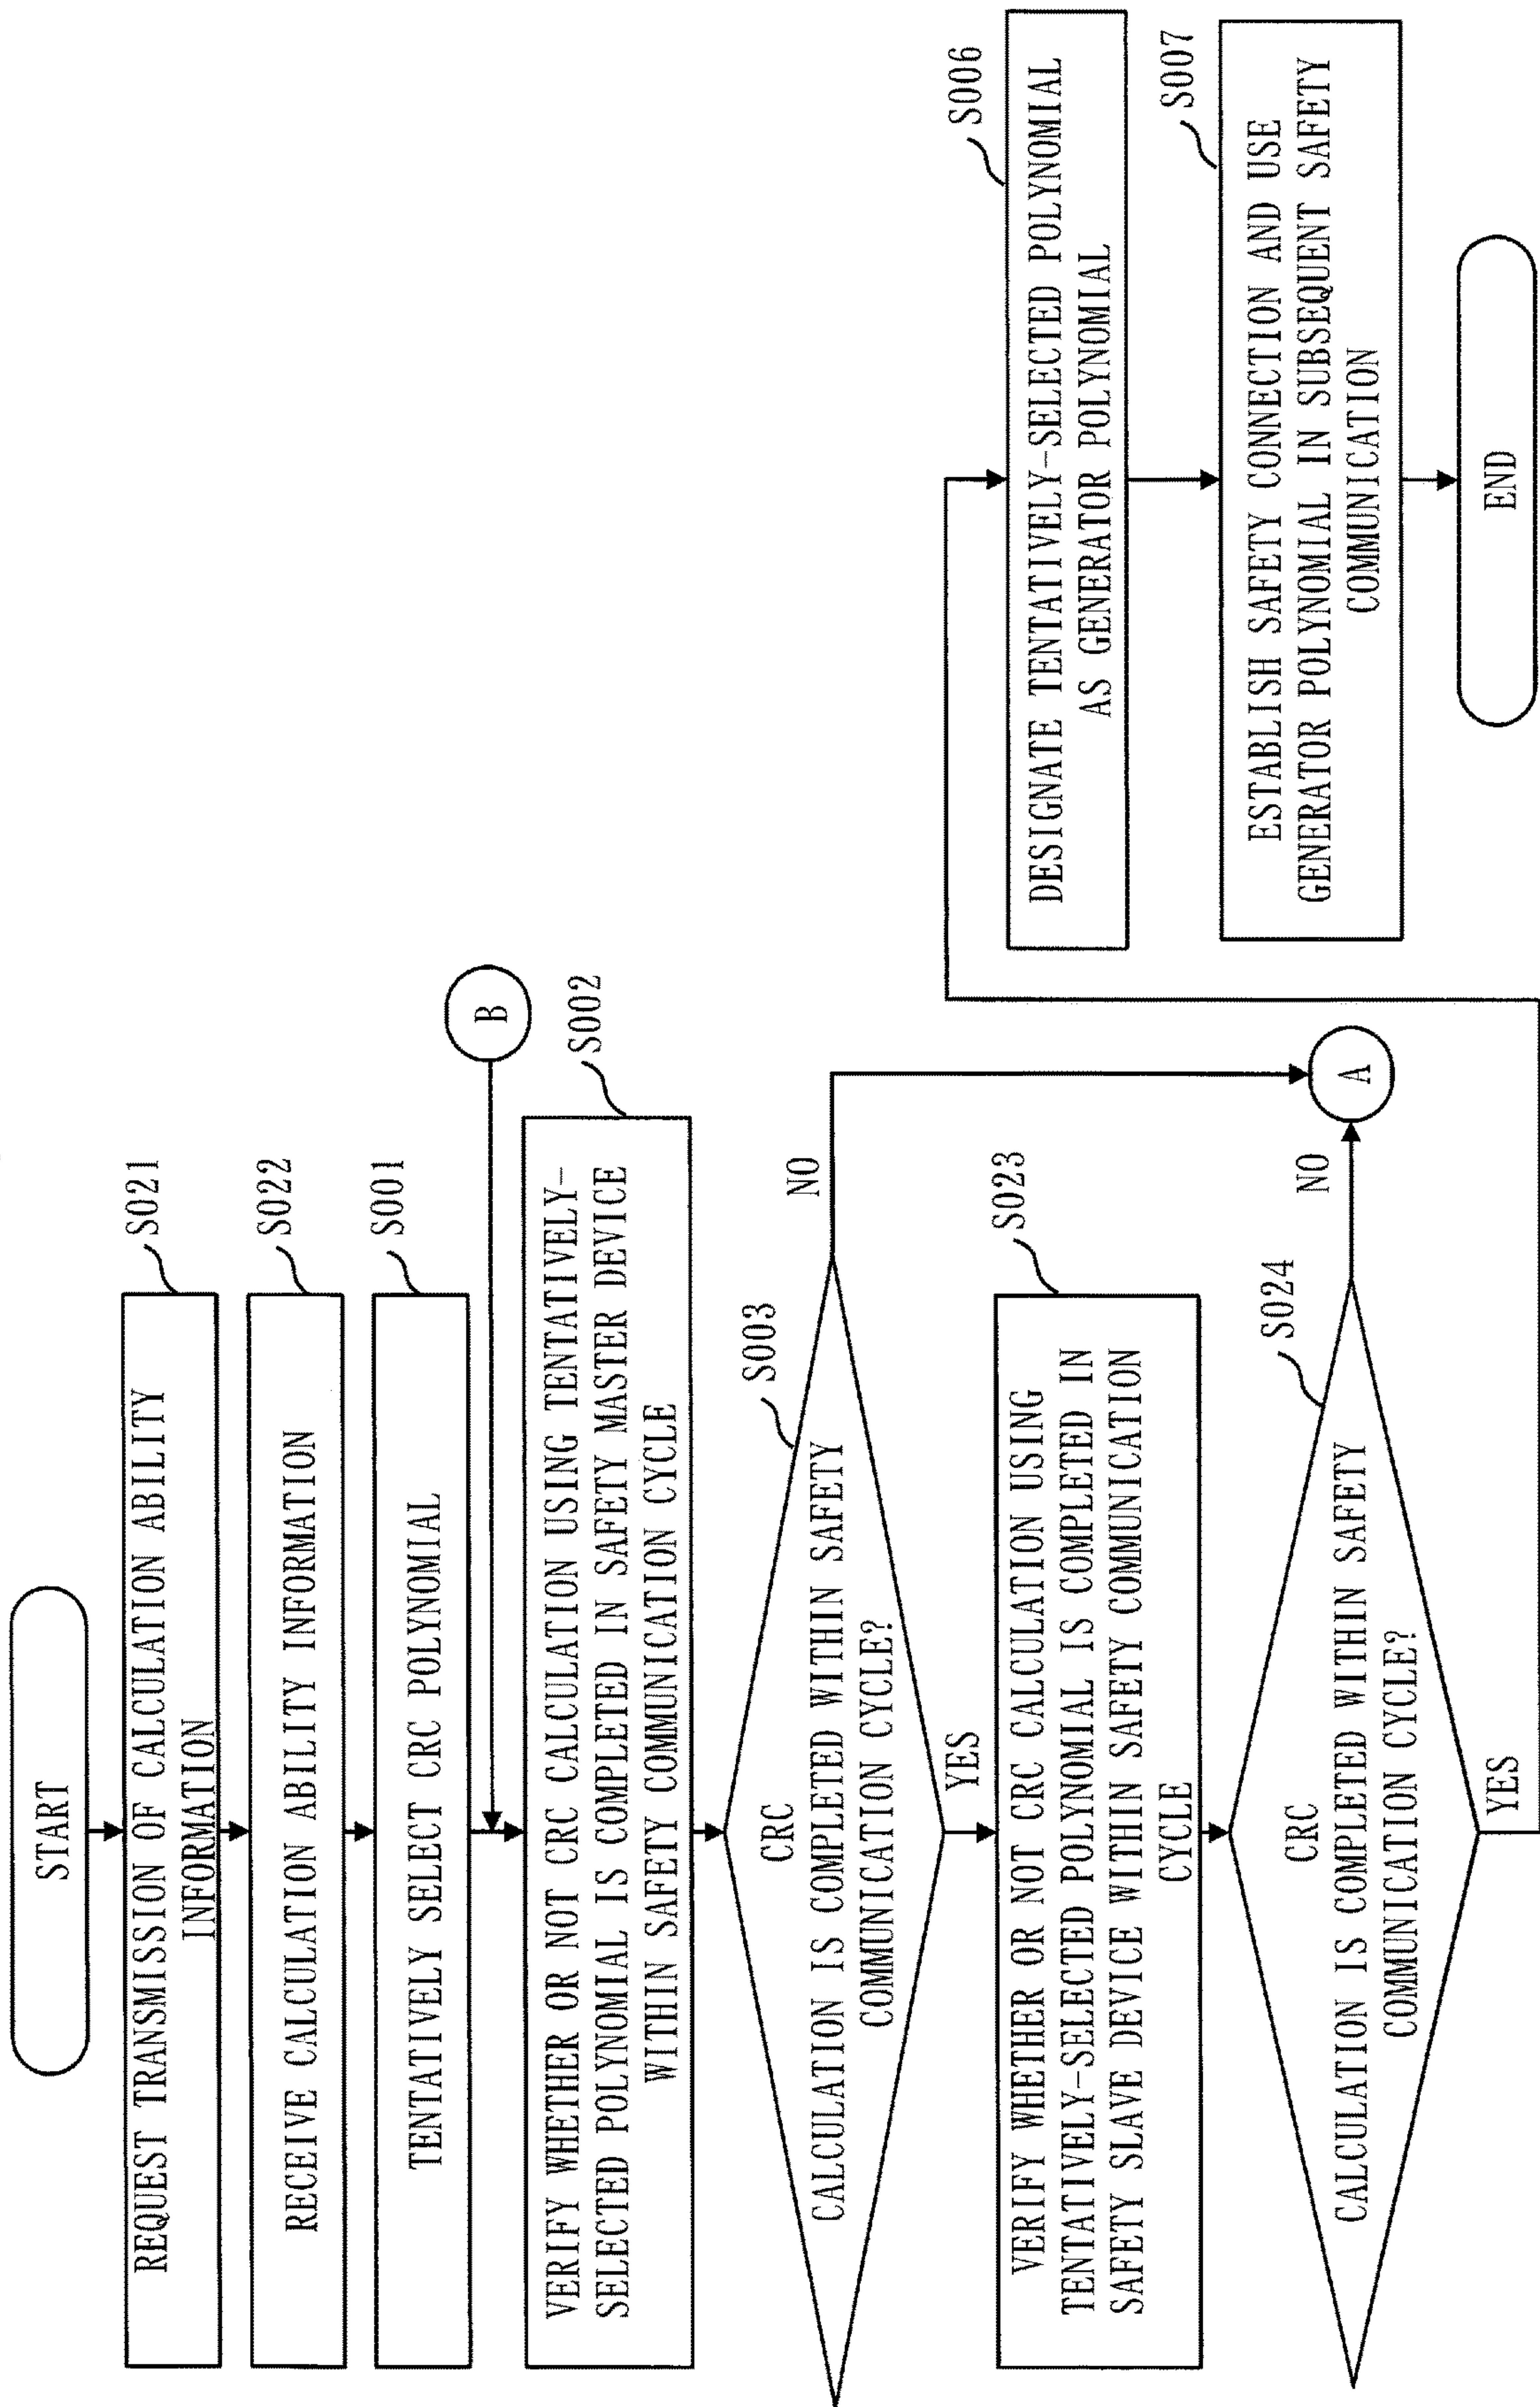 START
S021
REQUEST TRANSMISSION OF CALCULATION ABILITY
INFORMATION
S022
RECEIVE CALCULATION ABILITY INFORMATION
S001
TENTATIVELY SELECT CRC POLYNOMIAL
B
S002
VERIFY WHETHER OR NOT CRC CALCULATION USING TENTATIVELY-
SELECTED POLYNOMIAL IS COMPLETED IN SAFETY MASTER DEVICE
WITHIN SAFETY COMMUNICATION CYCLE
S003
CRC
CALCULATION IS COMPLETED WITHIN SAFETY
COMMUNICATION CYCLE?
NO
YES
S023
VERIFY WHETHER OR NOT CRC CALCULATION USING
TENTATIVELY-SELECTED POLYNOMIAL IS COMPLETED IN
SAFETY SLAVE DEVICE WITHIN SAFETY COMMUNICATION
CYCLE
S024
CRC
CALCULATION IS COMPLETED WITHIN SAFETY
COMMUNICATION CYCLE?
NO
A
YES
S006
DESIGNATE TENTATIVELY-SELECTED POLYNOMIAL
AS GENERATOR POLYNOMIAL
S007
ESTABLISH SAFETY CONNECTION AND USE
GENERATOR POLYNOMIAL IN SUBSEQUENT SAFETY
COMMUNICATION
END